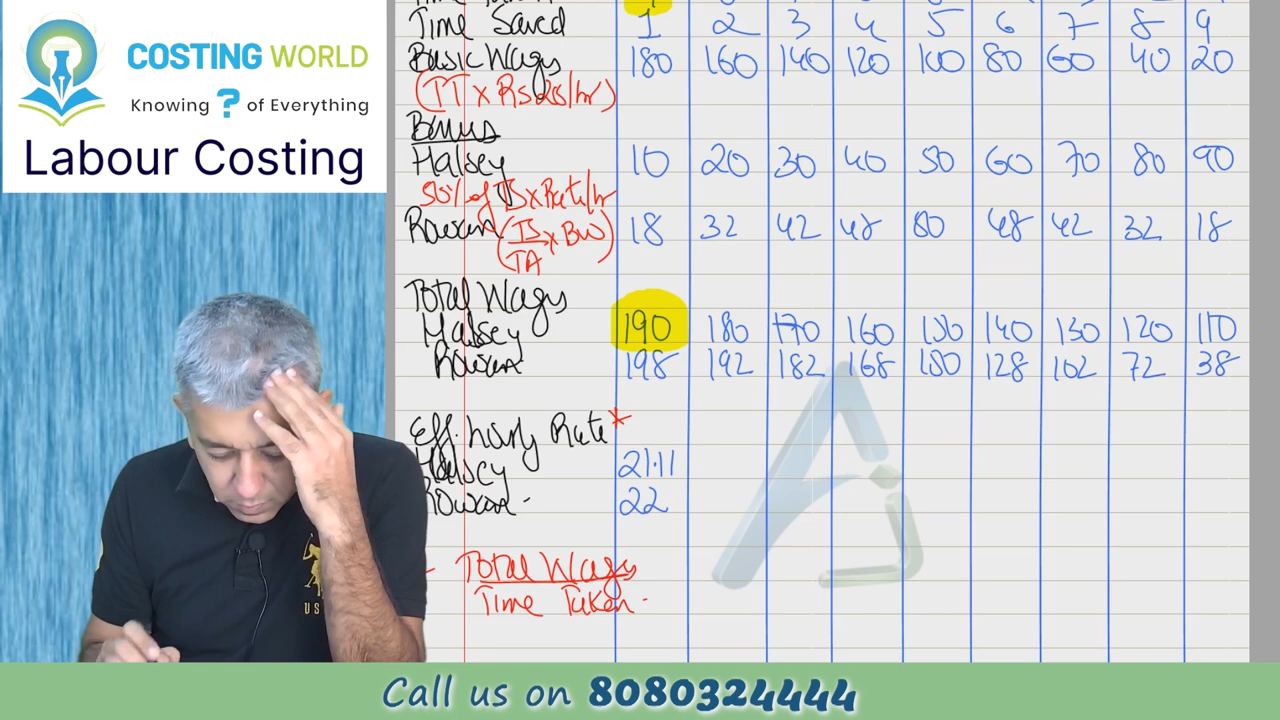 COSTING WORLD
Knowing ? of Everything
Labour Costing
Time Saved 1 2 3 4 5 6 7 8 9
Basic Wages 180 160 140 120 100 80 60 40 20
(TT x Rs 20/hr)
Bonus
Halsey 10 20 30 40 50 60 70 80 90
50% of TS x Rate/hr
Rowan (TS/TA x BW) 18 32 42 48 50 48 42 32 18
Total Wages
Halsey 190 180 170 160 150 140 130 120 110
Rowan 198 192 182 168 150 128 102 72 38
Eff. hourly Rate *
Halsey 21.11
Rowan - 22
- Total Wages
Time Taken -
US
Call us on 8080324444